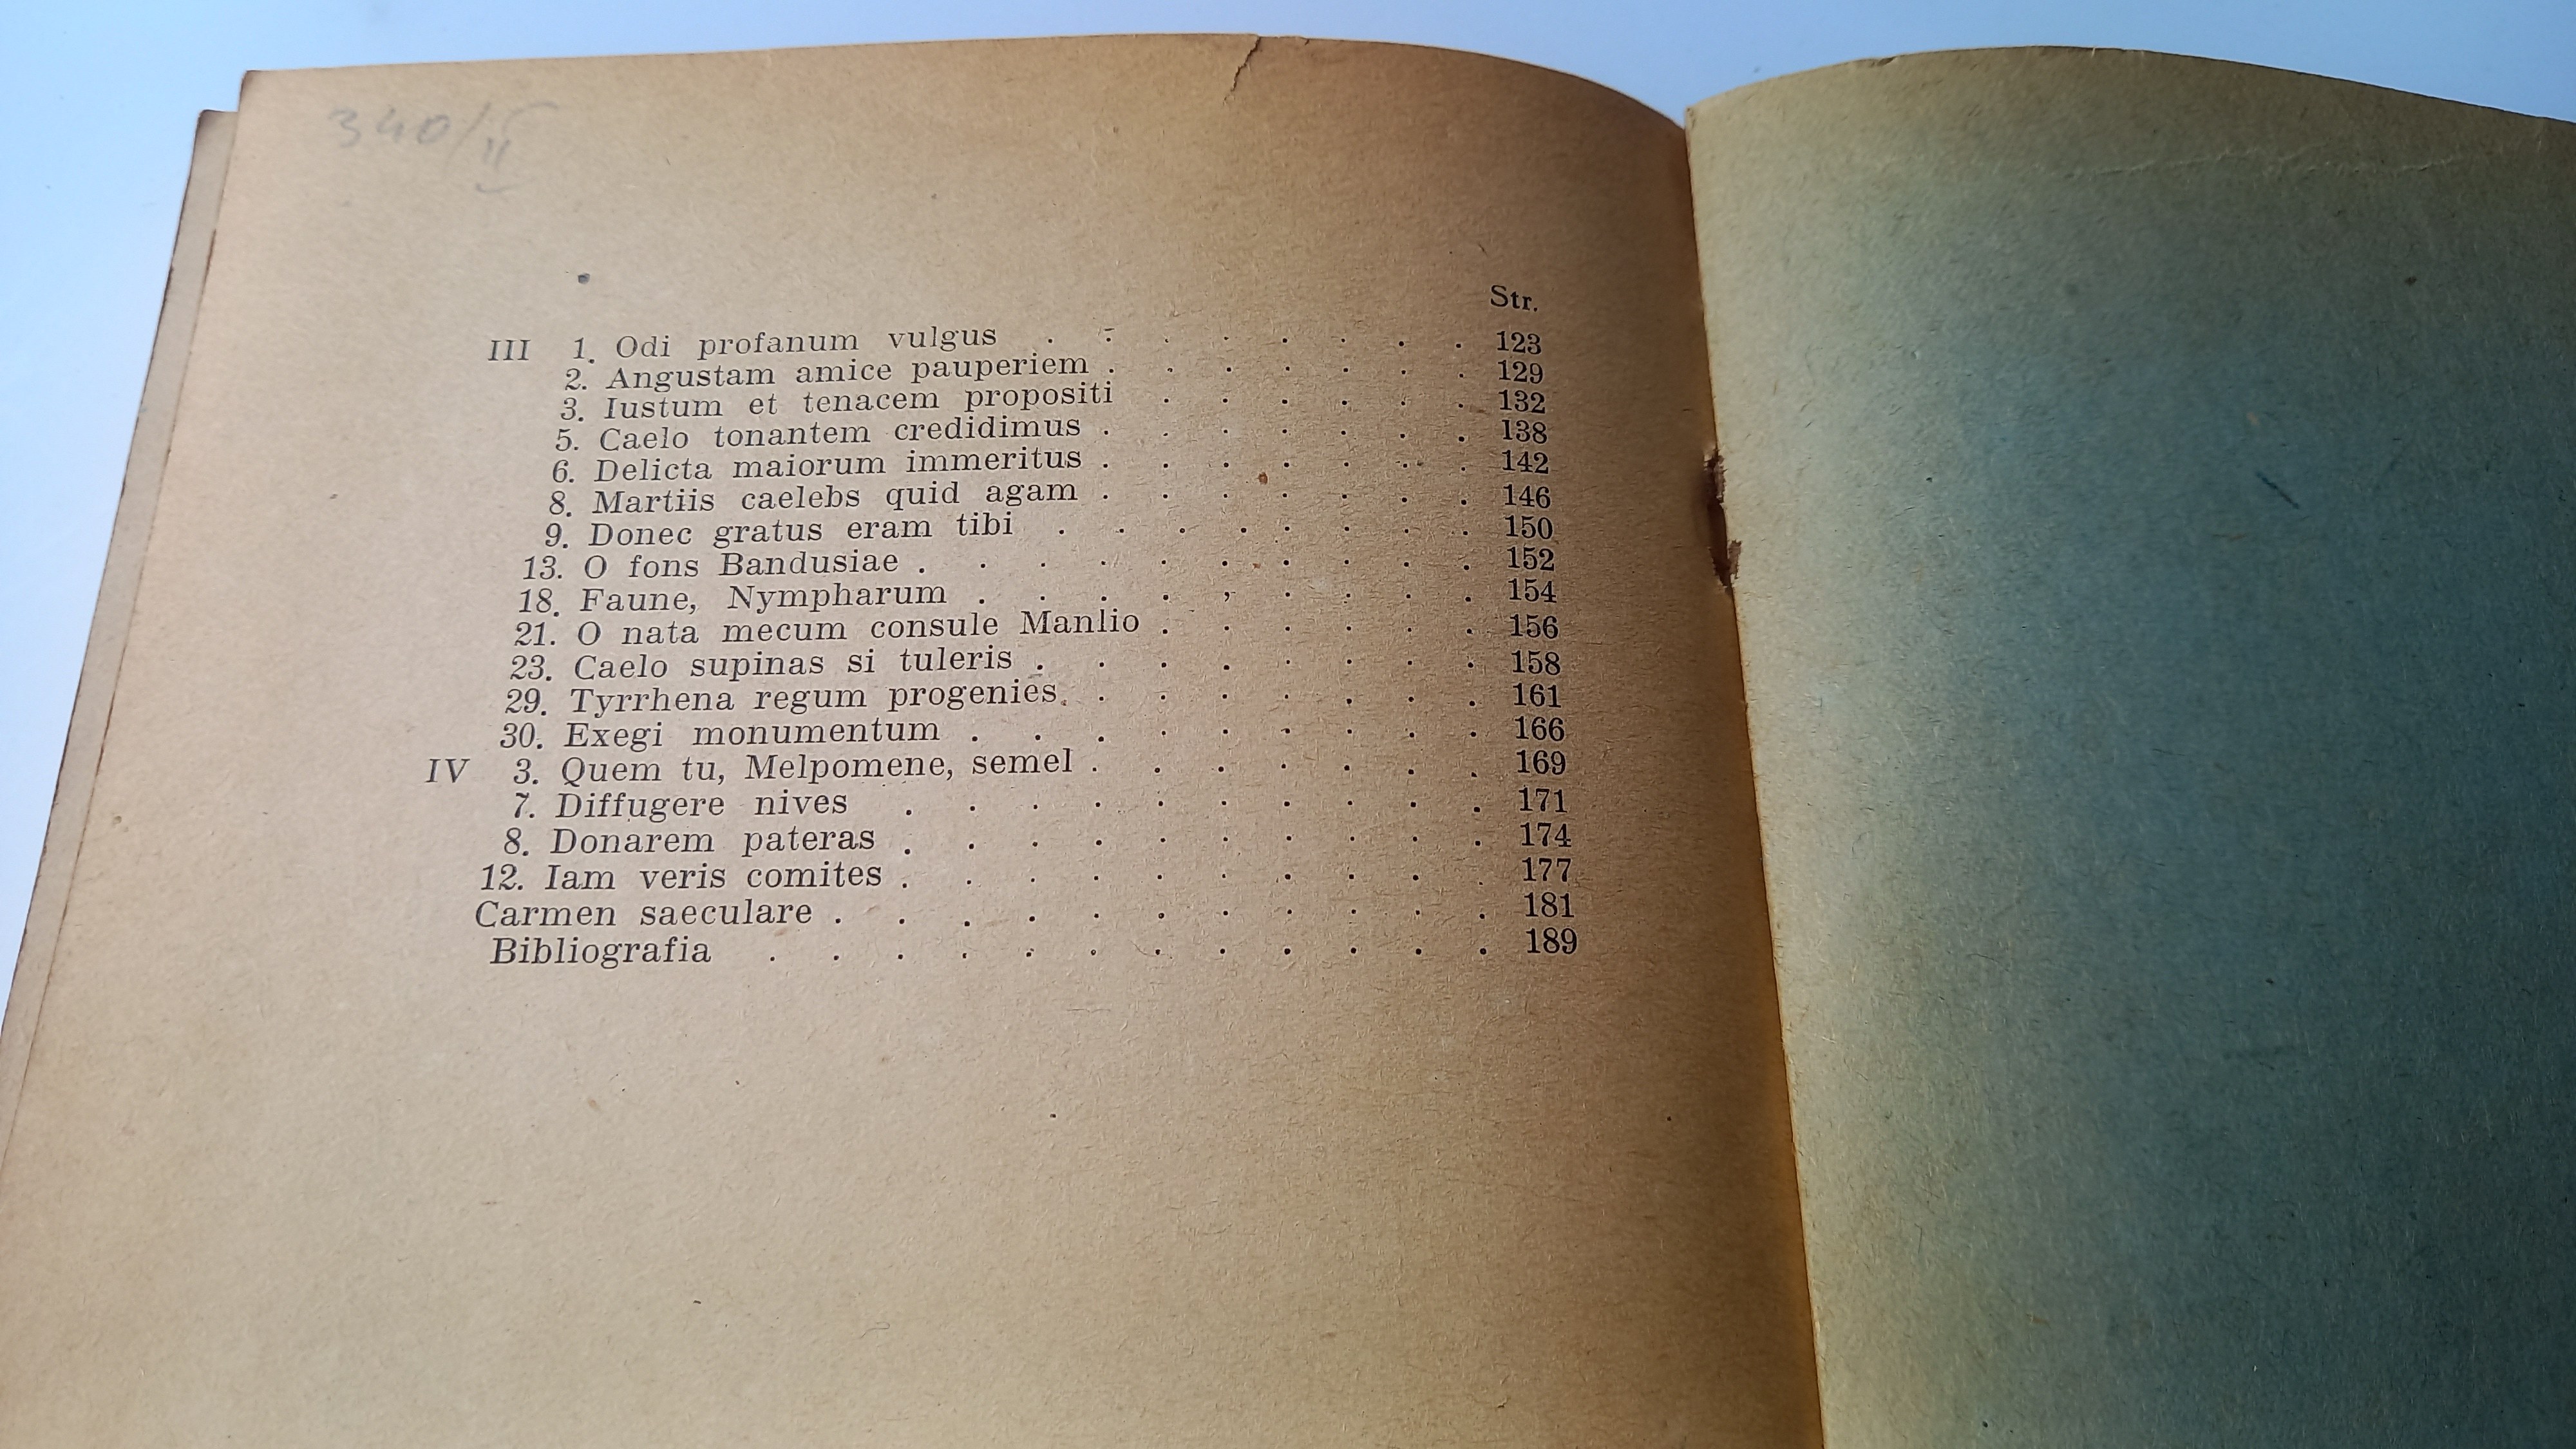 340/II
Str.
III 1. Odi profanum vulgus . . . . . . . . 123
2. Angustam amice pauperiem . . . . . . . 129
3. Iustum et tenacem propositi . . . . . . 132
5. Caelo tonantem credidimus . . . . . . . 138
6. Delicta maiorum immeritus . . . . . . . 142
8. Martiis caelebs quid agam . . . . . . . 146
9. Donec gratus eram tibi . . . . . . . . 150
13. O fons Bandusiae . . . . . . . . . . 152
18. Faune, Nympharum . . . . , . . . . 154
21. O nata mecum consule Manlio . . . . . . 156
23. Caelo supinas si tuleris . . . . . . . . 158
29. Tyrrhena regum progenies. . . . . . . . 161
30. Exegi monumentum . . . . . . . . . 166
IV 3. Quem tu, Melpomene, semel . . . . . . . 169
7. Diffugere nives . . . . . . . . . . 171
8. Donarem pateras . . . . . . . . . . 174
12. Iam veris comites . . . . . . . . . . 177
Carmen saeculare . . . . . . . . . . . 181
Bibliografia . . . . . . . . . . . . 189